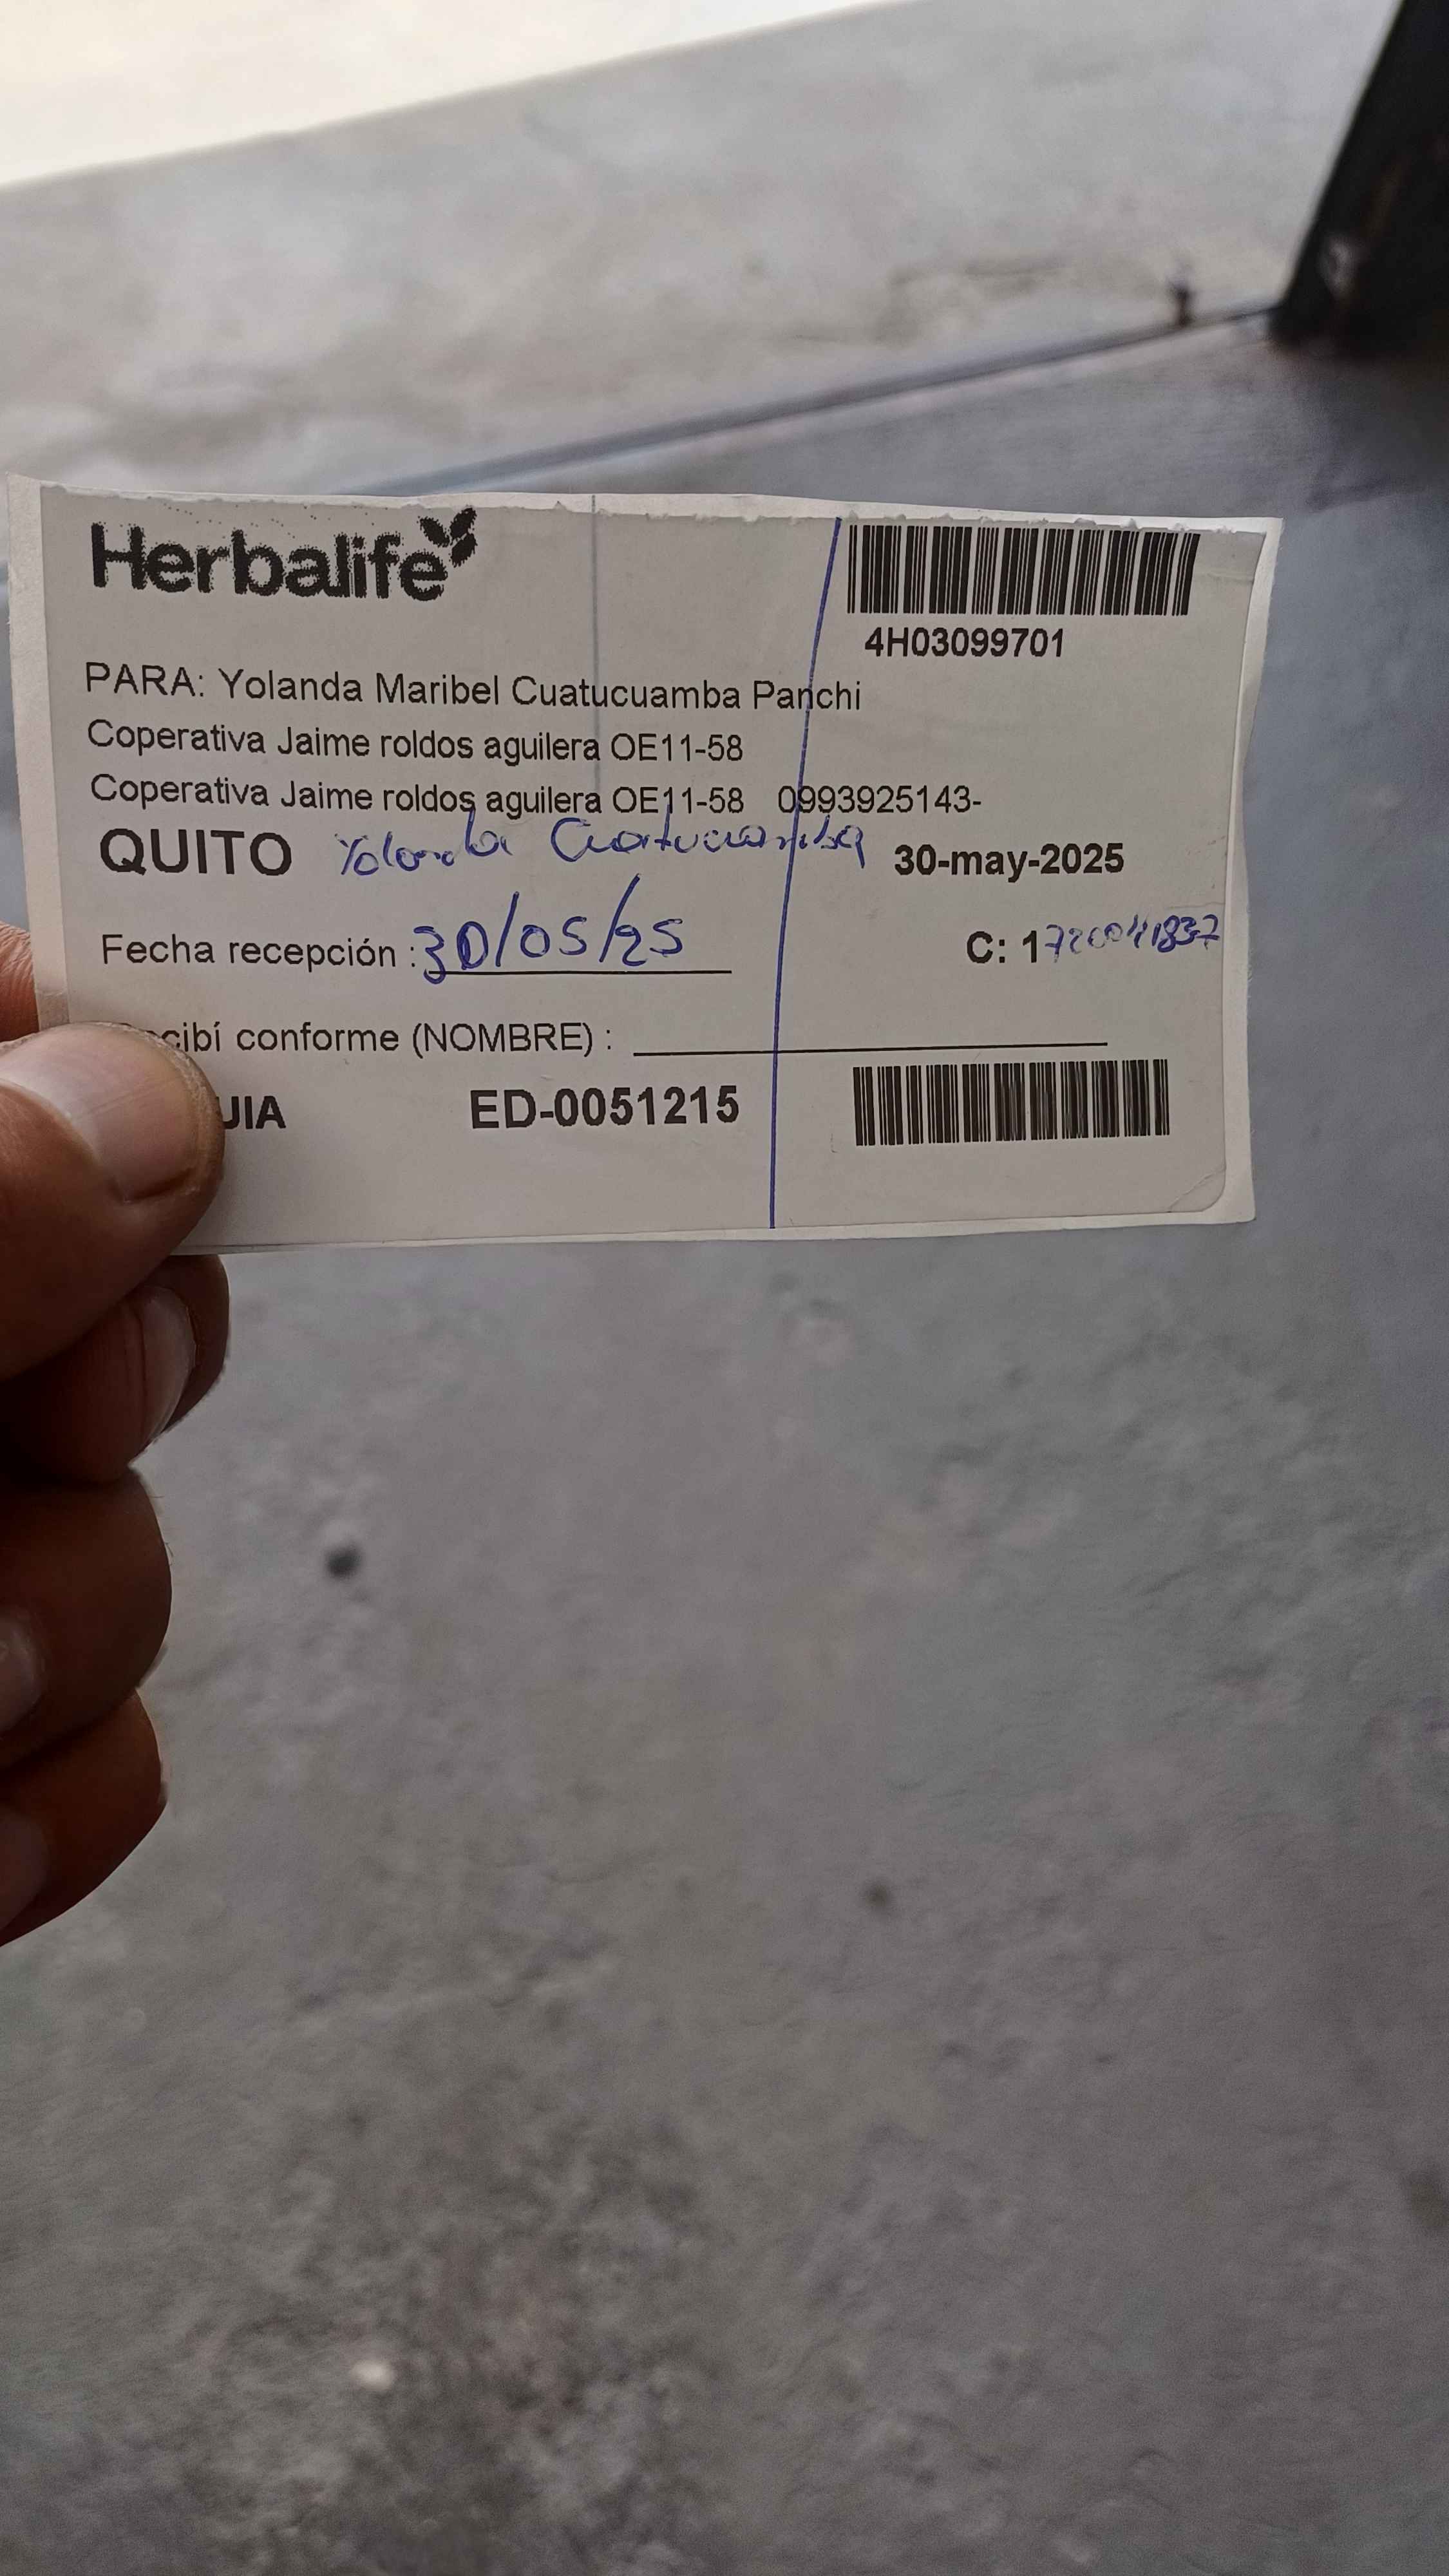 Herbalife
4H03099701
PARA: Yolanda Maribel Cuatucuamba Panchi
Coperativa Jaime roldos aguilera OE11-58
Coperativa Jaime roldos aguilera OE11-58 0993925143-
QUITO Yolanda Cuatucuamba 30-may-2025
Fecha recepción : 30/05/25 C: 1
cibí conforme (NOMBRE) :
UIA ED-0051215